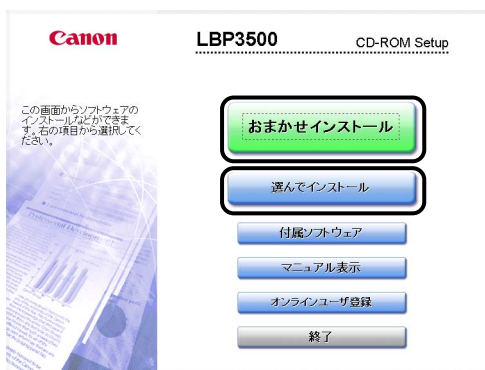 Canon
LBP3500
CD-ROM Setup
この画面からソフトウェアの
インストールなどができま
す。右の項目から選択してく
ださい。
おまかせインストール
選んでインストール
付属ソフトウェア
マニュアル表示
オンラインユーザ登録
終了